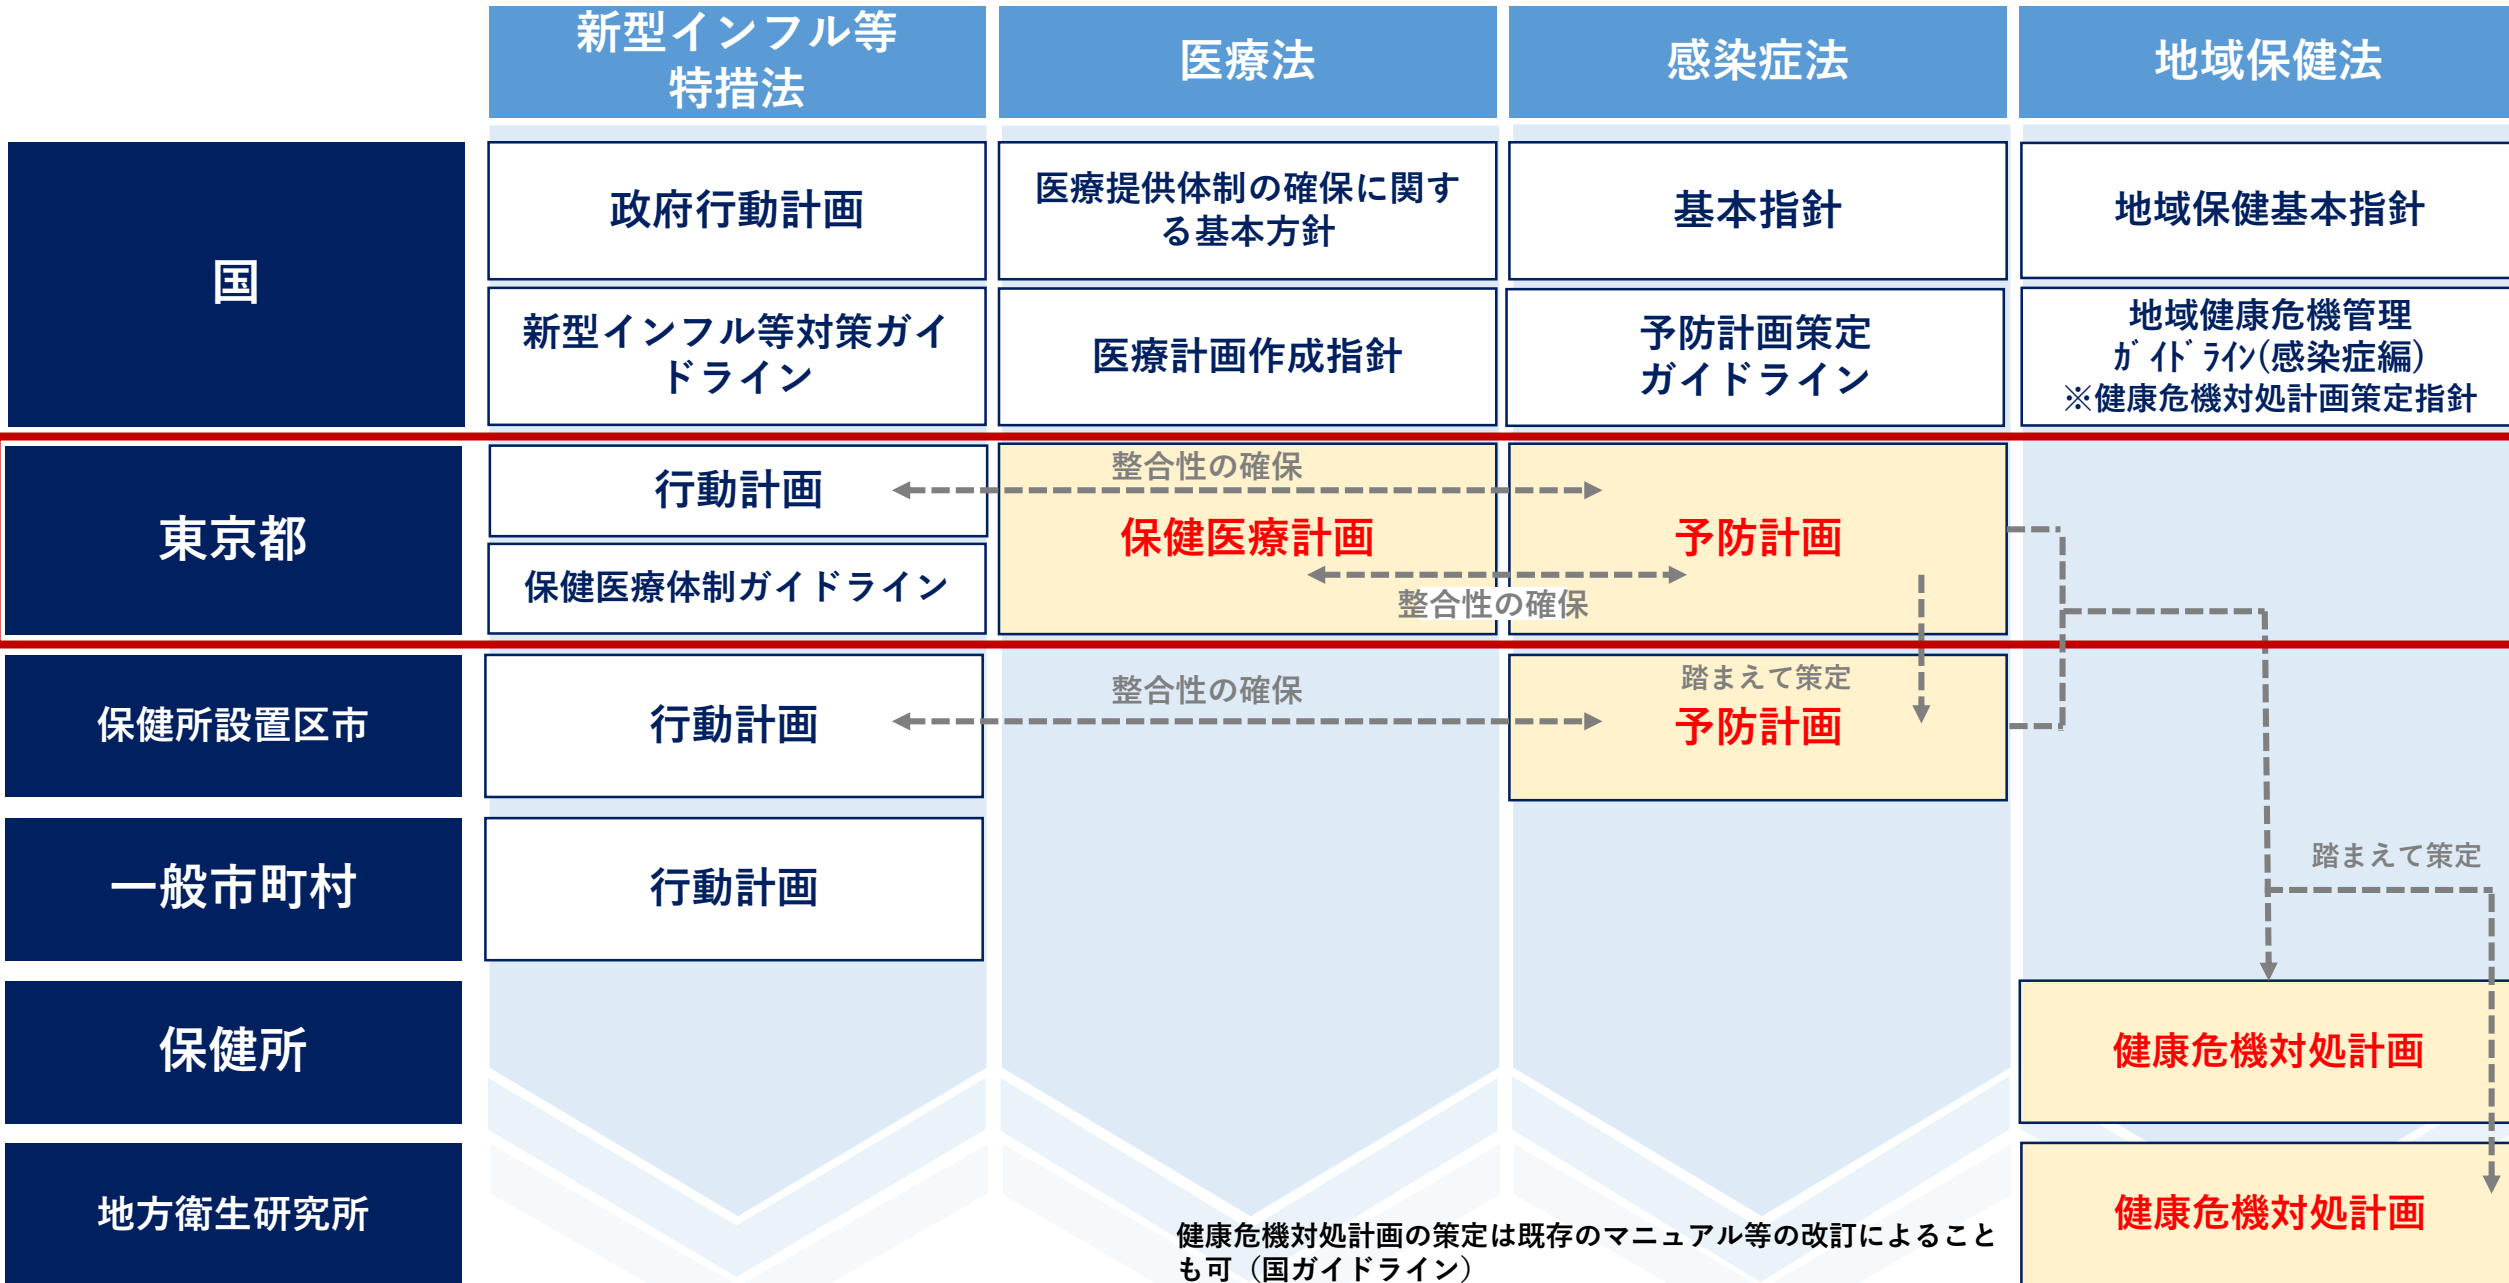 新型インフル等
特措法
医療法
感染症法
地域保健法
国
政府行動計画
医療提供体制の確保に関す
る基本方針
基本指針
地域保健基本指針
新型インフル等対策ガイ
ドライン
医療計画作成指針
予防計画策定
ガイドライン
地域健康危機管理
ｶﾞｲﾄﾞﾗｲﾝ(感染症編)
※健康危機対処計画策定指針
東京都
行動計画
保健医療体制ガイドライン
整合性の確保
保健医療計画
予防計画
整合性の確保
保健所設置区市
行動計画
整合性の確保
踏まえて策定
予防計画
一般市町村
行動計画
踏まえて策定
保健所
健康危機対処計画
地方衛生研究所
健康危機対処計画
健康危機対処計画の策定は既存のマニュアル等の改訂によること
も可（国ガイドライン）